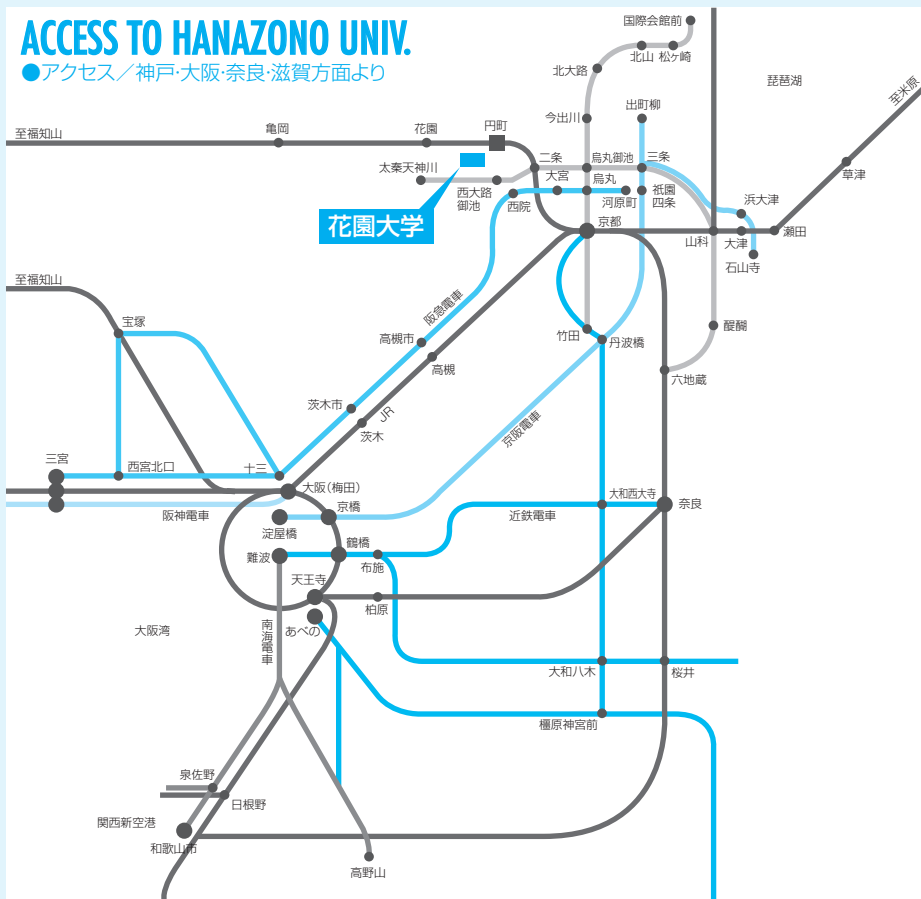 ACCESS TO HANAZONO UNIV.
●アクセス／神戸・大阪・奈良・滋賀方面より
国際会館前
北山
松ヶ崎
北大路
琵琶湖
至米原
今出川
出町柳
至福知山
亀岡
花園
円町
太秦天神川
二条
烏丸御池
三条
草津
西大路
御池
大宮
烏丸
西院
河原町
祇園
四条
浜大津
花園大学
京都
山科
大津
瀬田
石山寺
至福知山
宝塚
阪急電車
高槻市
高槻
竹田
丹波橋
醍醐
六地蔵
茨木市
茨木
JR
京阪電車
三宮
西宮北口
十三
大阪（梅田）
京橋
大和西大寺
奈良
阪神電車
淀屋橋
近鉄電車
難波
鶴橋
布施
天王寺
柏原
大阪湾
南海電車
あべの
大和八木
桜井
橿原神宮前
泉佐野
日根野
関西新空港
和歌山市
高野山